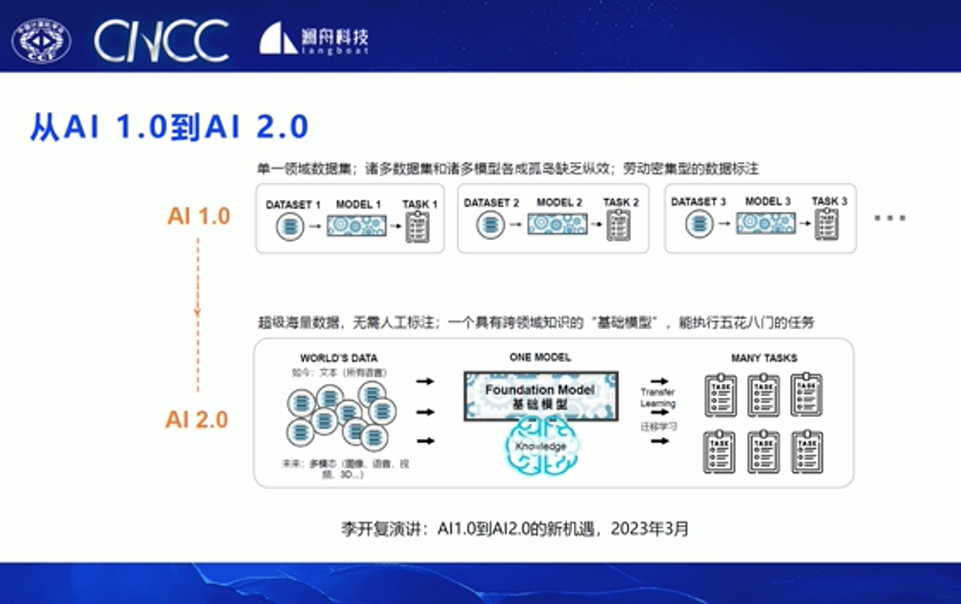 CCF
CNCC
澜舟科技
langboat
从AI 1.0到AI 2.0
单一领域数据集；诸多数据集和诸多模型各成孤岛缺乏纵效；劳动密集型的数据标注
AI 1.0
DATASET 1
MODEL 1
TASK 1
DATASET 2
MODEL 2
TASK 2
DATASET 3
MODEL 3
TASK 3
超级海量数据，无需人工标注；一个具有跨领域知识的“基础模型”，能执行五花八门的任务
AI 2.0
WORLD'S DATA
如今：文本（所有语言）
未来：多模态（图像、语音、视
频、3D...）
ONE MODEL
Foundation Model
基础模型
Knowledge
Transfer
Learning
迁移学习
MANY TASKS
TASK
TASK
TASK
TASK
TASK
TASK
李开复演讲：AI1.0到AI2.0的新机遇，2023年3月